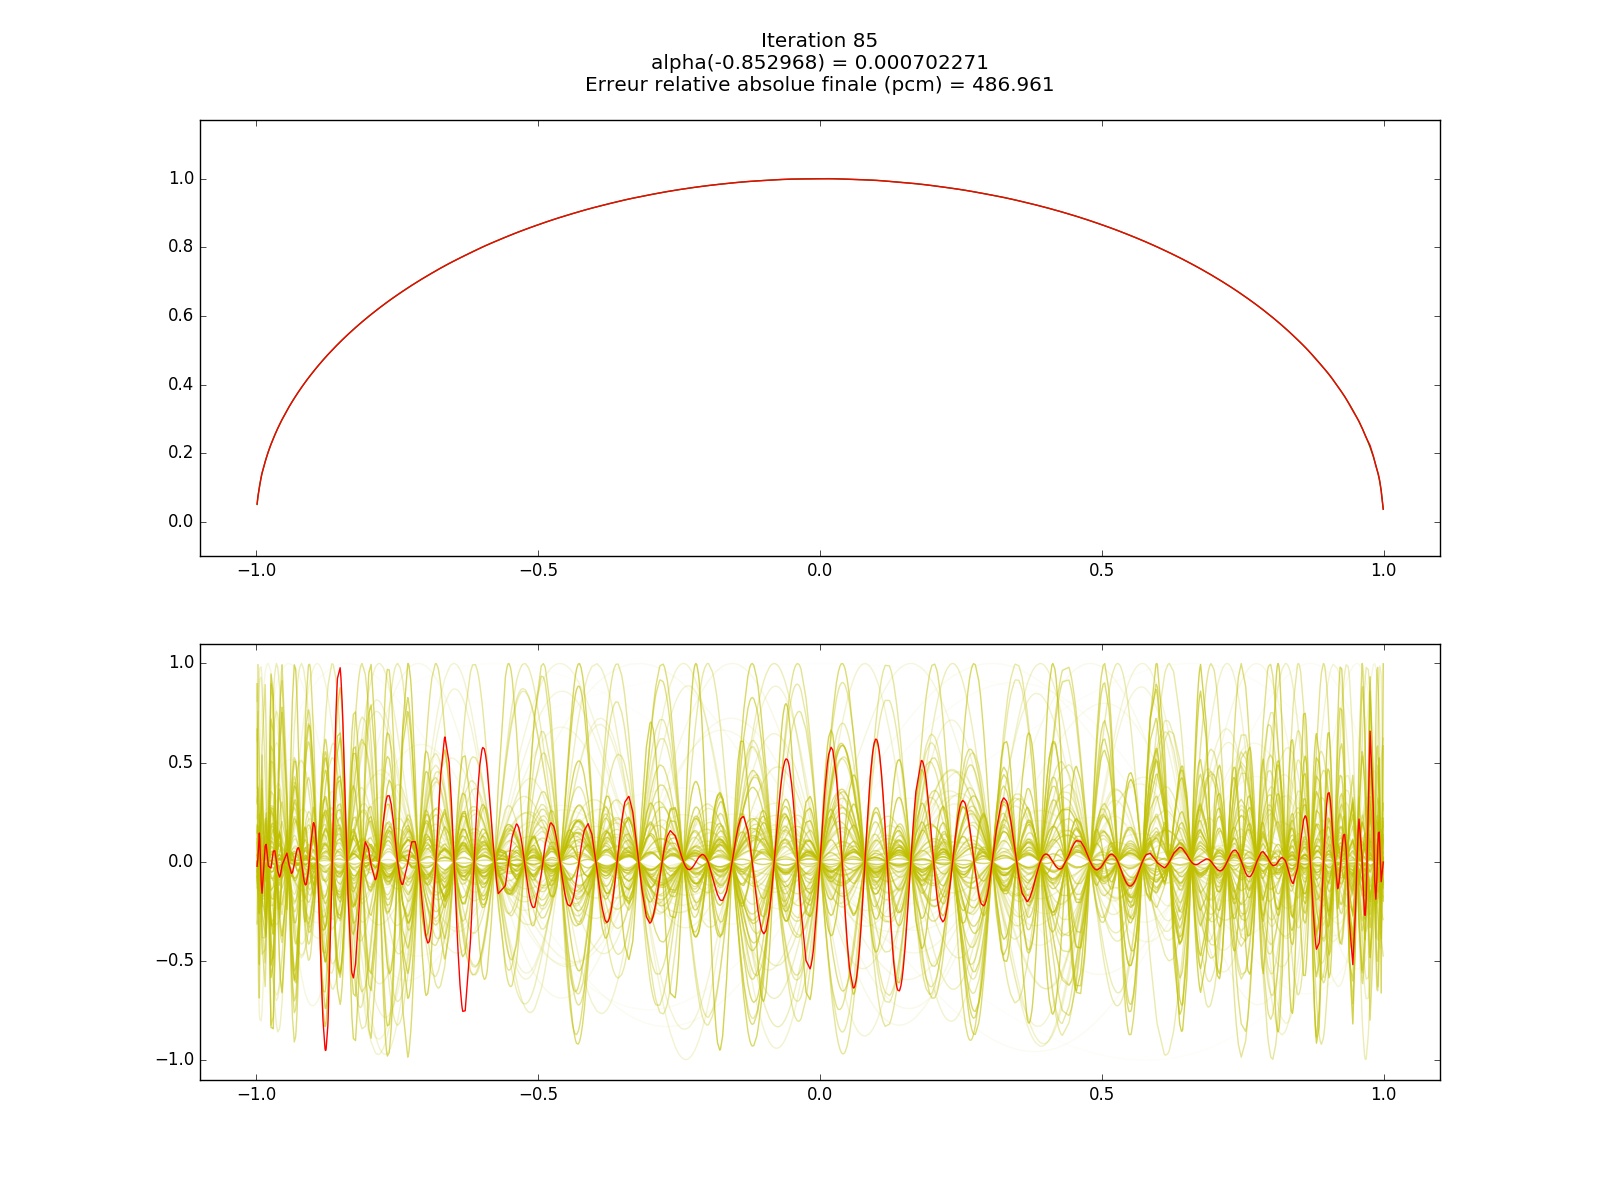 Iteration 85
alpha(-0.852968) = 0.000702271
Erreur relative absolue finale (pcm) = 486.961
1.0
0.8
0.6
0.4
0.2
0.0
−1.0 −0.5 0.0 0.5 1.0
1.0
0.5
0.0
−0.5
−1.0
−1.0 −0.5 0.0 0.5 1.0